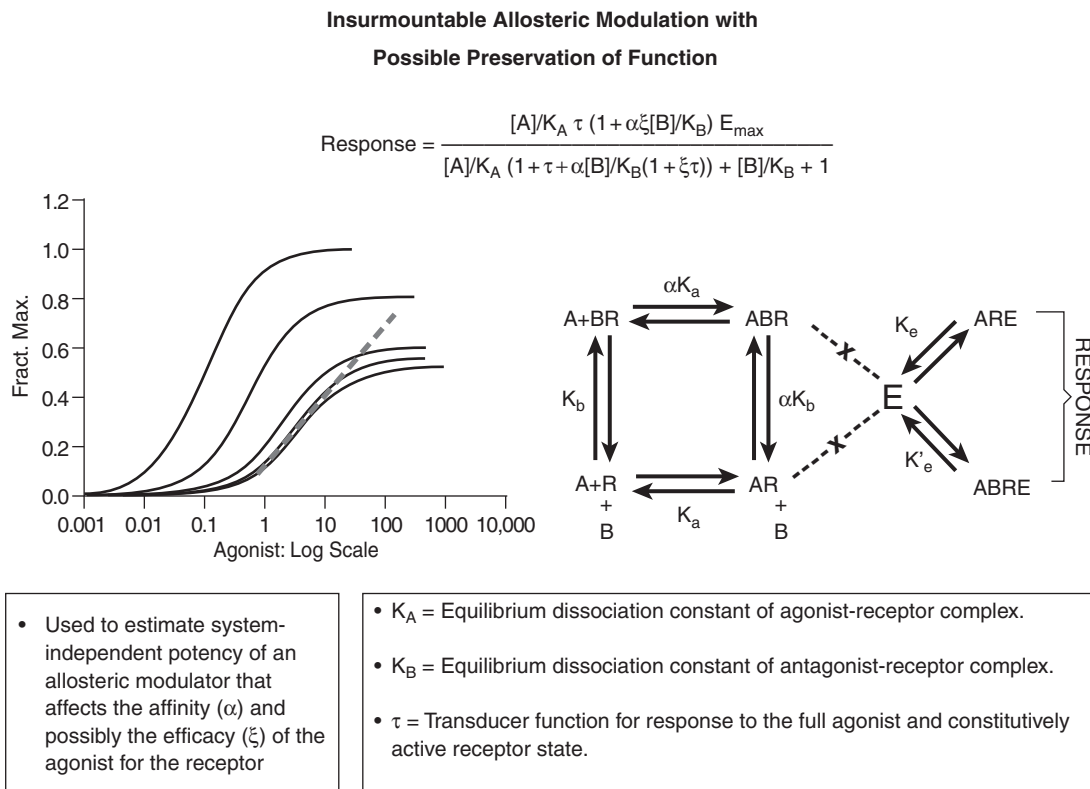 Insurmountable Allosteric Modulation with
Possible Preservation of Function
Response = [A]/K_A τ (1 + αξ[B]/K_B) E_max
[A]/K_A (1 + τ + α[B]/K_B(1 + ξτ)) + [B]/K_B + 1
1.2
1.0
0.8
0.6
0.4
0.2
0.0
Fract. Max.
0.001 0.01 0.1 1 10 100 1000 10,000
Agonist: Log Scale
αK_a
A+BR ABR
K_b αK_b
A+R AR
K_a
+ +
B B
x
x
E
K_e
ARE
K'_e
ABRE
RESPONSE
• Used to estimate system-
independent potency of an
allosteric modulator that
affects the affinity (α) and
possibly the efficacy (ξ) of the
agonist for the receptor
• K_A = Equilibrium dissociation constant of agonist-receptor complex.
• K_B = Equilibrium dissociation constant of antagonist-receptor complex.
• τ = Transducer function for response to the full agonist and constitutively
active receptor state.